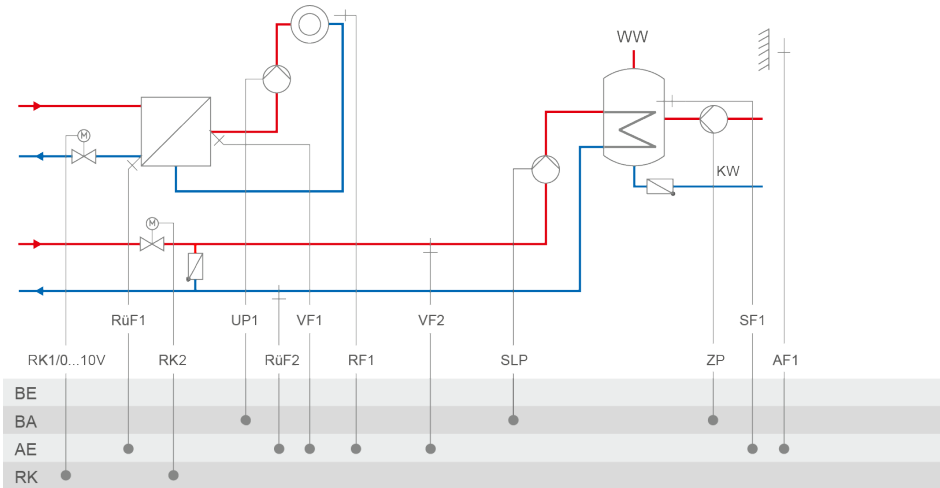 WW
M
KW
M
RüF1 UP1 VF1 VF2 SF1
RK1/0...10V RK2 RüF2 RF1 SLP ZP AF1
BE
BA
AE
RK